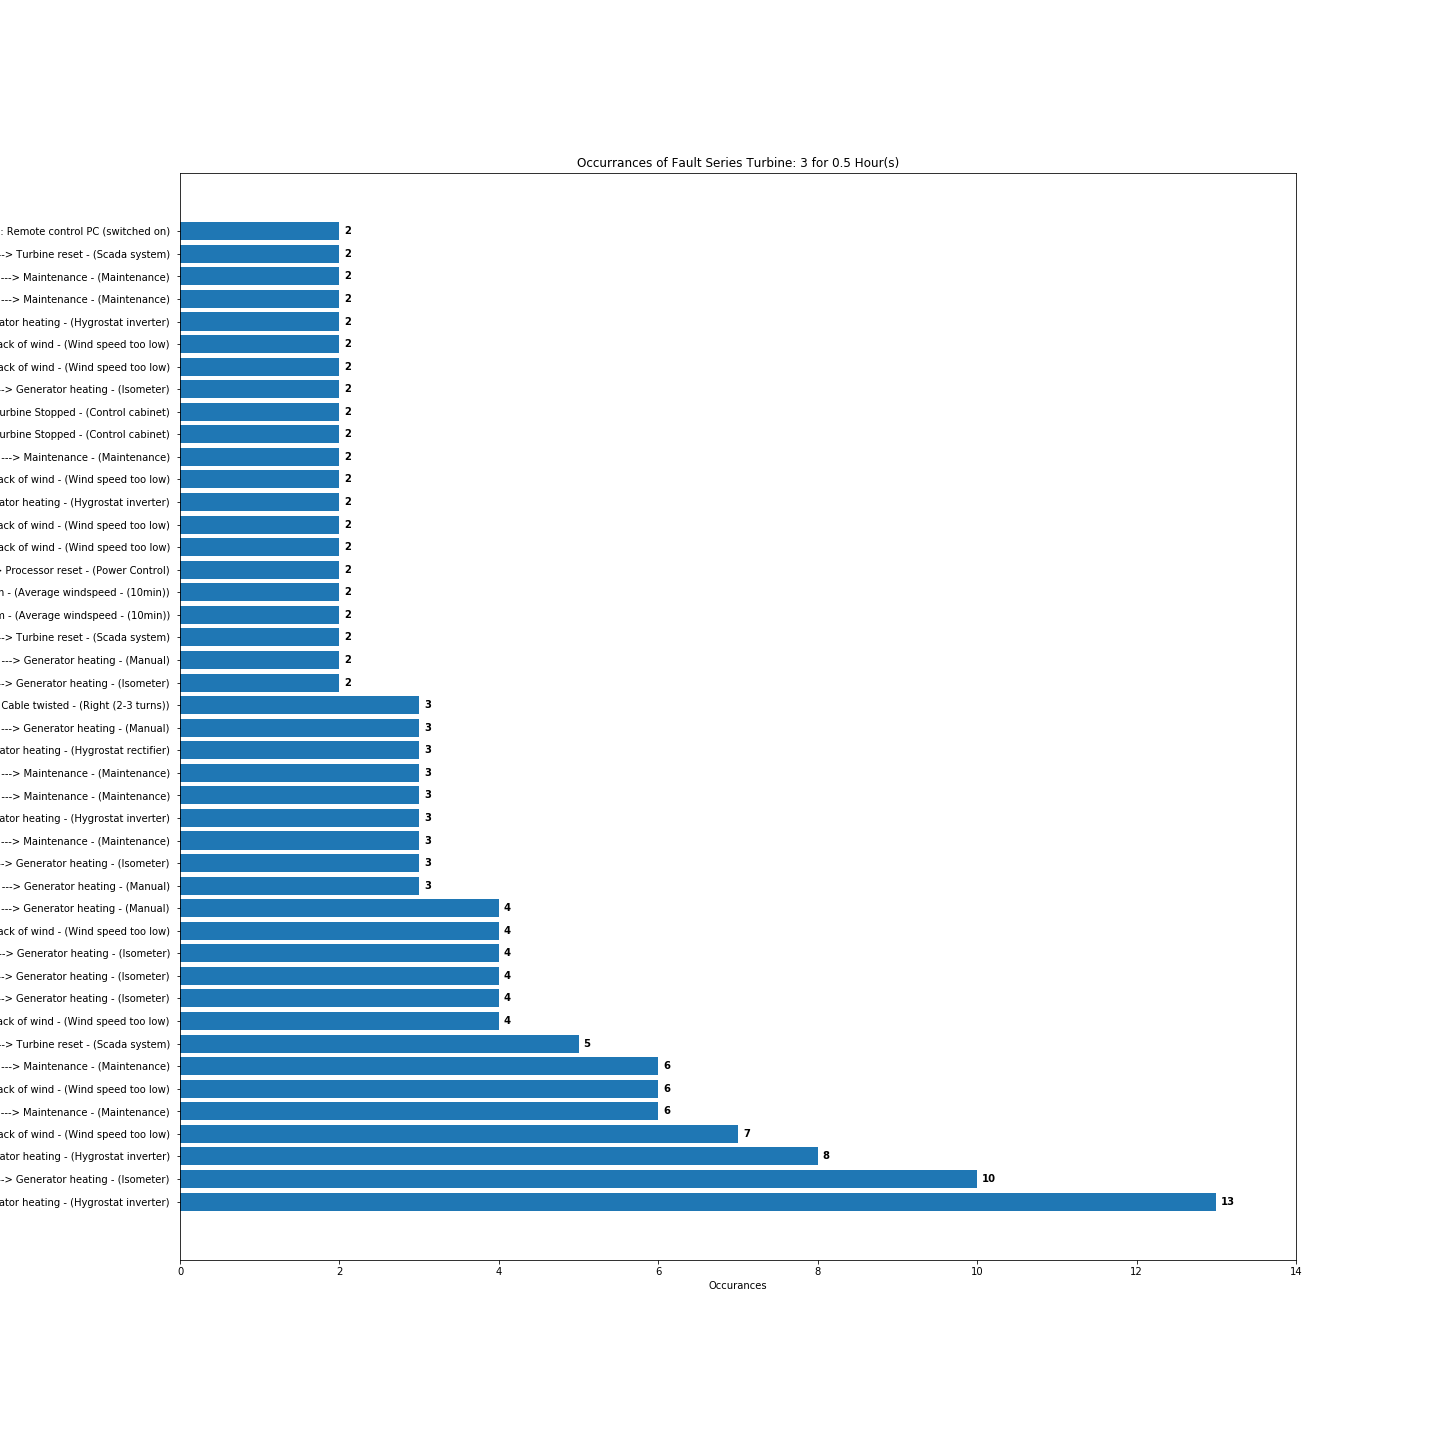 Occurrances of Fault Series Turbine: 3 for 0.5 Hour(s)
: Remote control PC (switched on) 2
--> Turbine reset - (Scada system) 2
---> Maintenance - (Maintenance) 2
---> Maintenance - (Maintenance) 2
ator heating - (Hygrostat inverter) 2
ack of wind - (Wind speed too low) 2
ack of wind - (Wind speed too low) 2
--> Generator heating - (Isometer) 2
urbine Stopped - (Control cabinet) 2
urbine Stopped - (Control cabinet) 2
---> Maintenance - (Maintenance) 2
ack of wind - (Wind speed too low) 2
ator heating - (Hygrostat inverter) 2
ack of wind - (Wind speed too low) 2
ack of wind - (Wind speed too low) 2
> Processor reset - (Power Control) 2
n - (Average windspeed - (10min)) 2
n - (Average windspeed - (10min)) 2
--> Turbine reset - (Scada system) 2
---> Generator heating - (Manual) 2
--> Generator heating - (Isometer) 2
Cable twisted - (Right (2-3 turns)) 3
---> Generator heating - (Manual) 3
ator heating - (Hygrostat rectifier) 3
---> Maintenance - (Maintenance) 3
---> Maintenance - (Maintenance) 3
ator heating - (Hygrostat inverter) 3
---> Maintenance - (Maintenance) 3
--> Generator heating - (Isometer) 3
---> Generator heating - (Manual) 3
---> Generator heating - (Manual) 4
ack of wind - (Wind speed too low) 4
--> Generator heating - (Isometer) 4
--> Generator heating - (Isometer) 4
--> Generator heating - (Isometer) 4
ack of wind - (Wind speed too low) 4
--> Turbine reset - (Scada system) 5
---> Maintenance - (Maintenance) 6
ack of wind - (Wind speed too low) 6
---> Maintenance - (Maintenance) 6
ack of wind - (Wind speed too low) 7
ator heating - (Hygrostat inverter) 8
--> Generator heating - (Isometer) 10
ator heating - (Hygrostat inverter) 13
0 2 4 6 8 10 12 14
Occurances